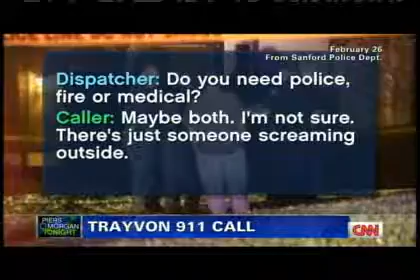 February 26
From Sanford Police Dept.
Dispatcher: Do you need police,
fire or medical?
Caller: Maybe both. I'm not sure.
There's just someone screaming
outside.
PIERS
MORGAN
TONIGHT
TRAYVON 911 CALL
CNN